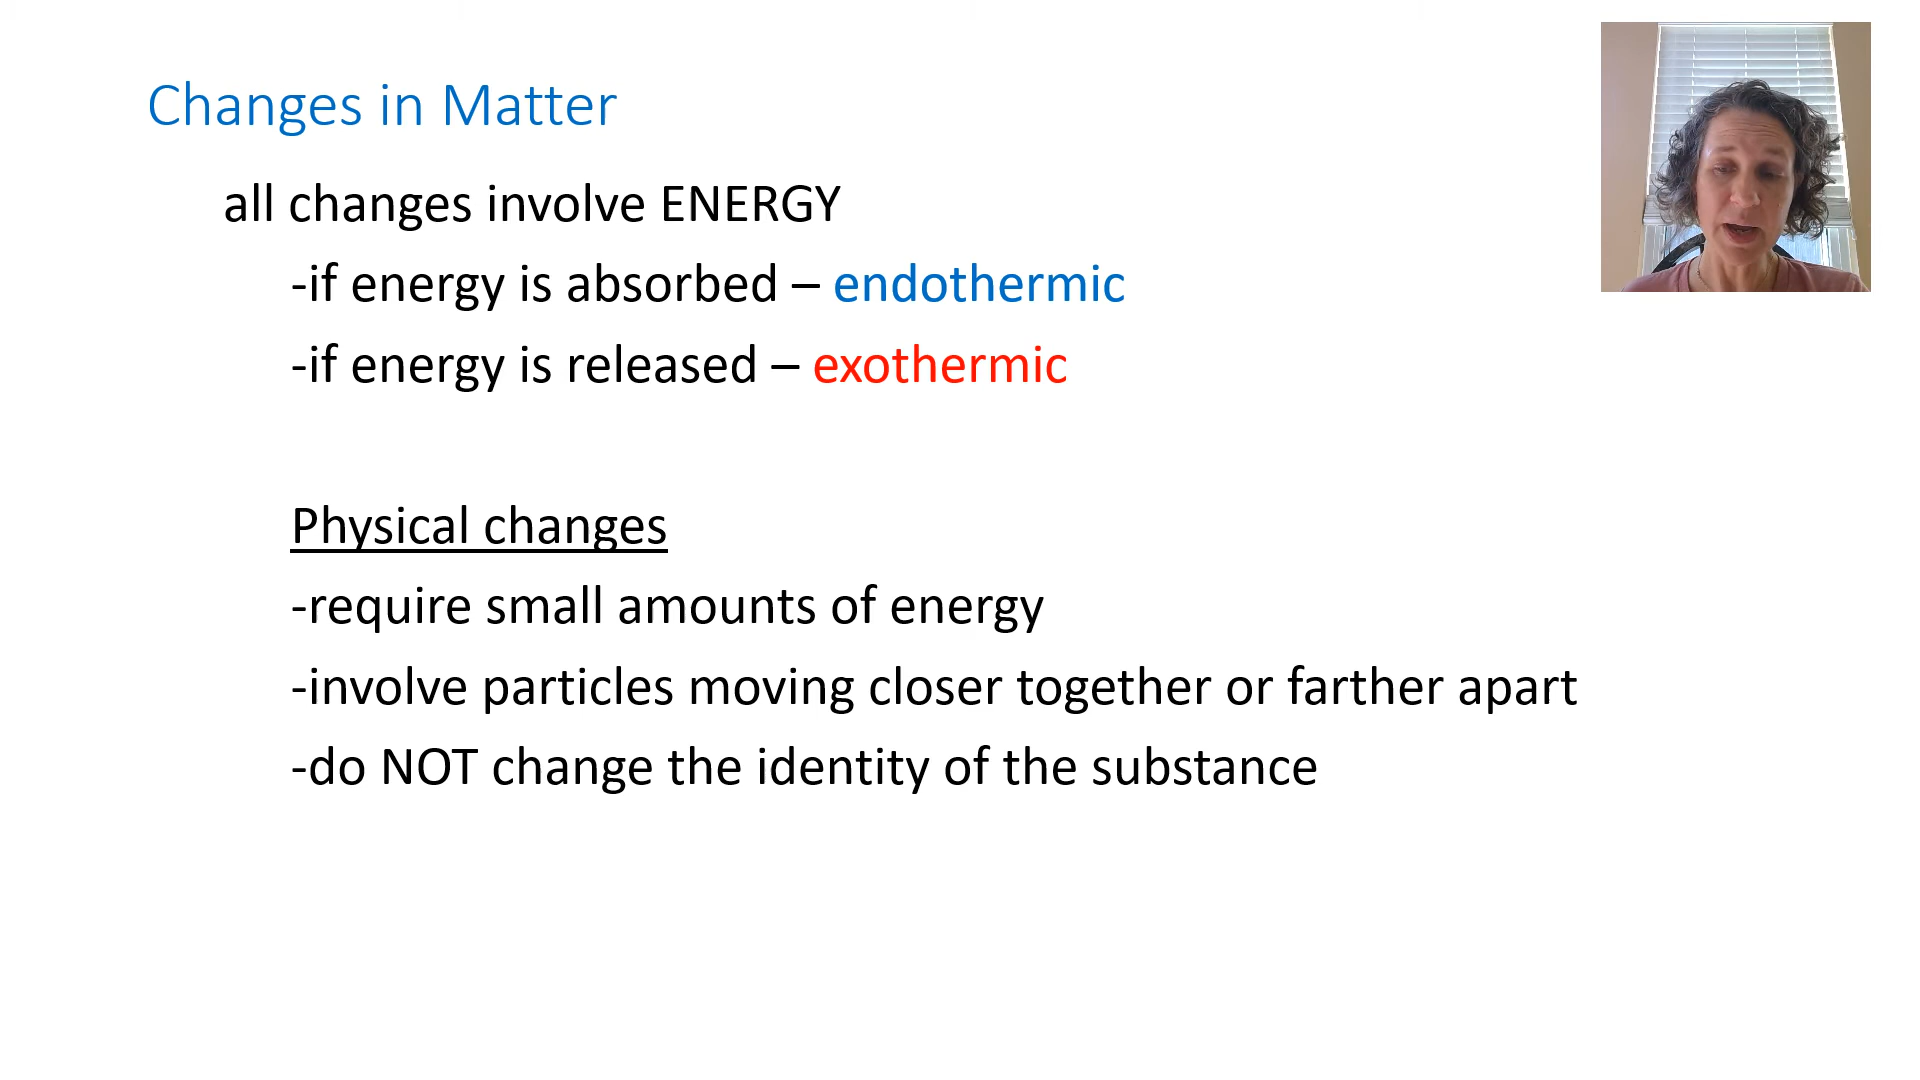 Changes in Matter
all changes involve ENERGY
-if energy is absorbed – endothermic
-if energy is released – exothermic
Physical changes
-require small amounts of energy
-involve particles moving closer together or farther apart
-do NOT change the identity of the substance